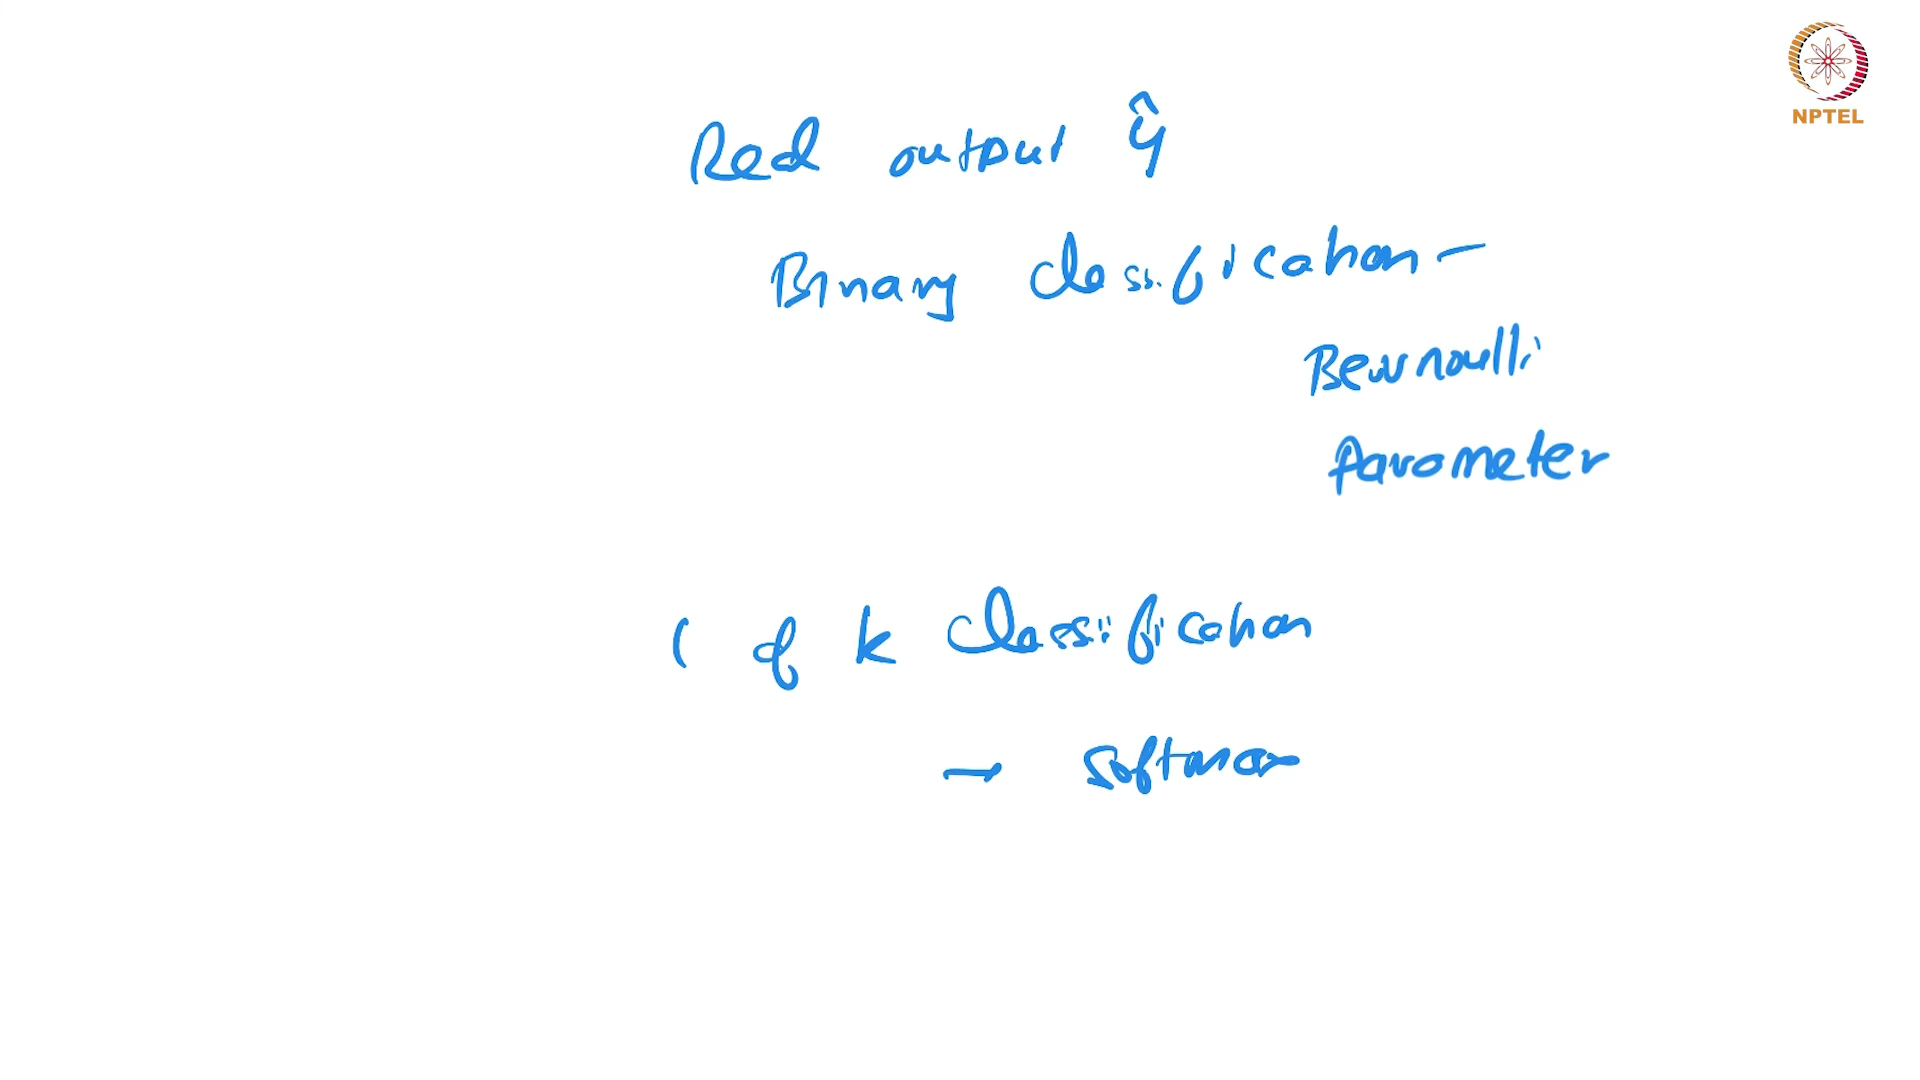 NPTEL
Real output ŷ
Binary classification –
Bernoulli
parameter
1 of k classification
→ softmax